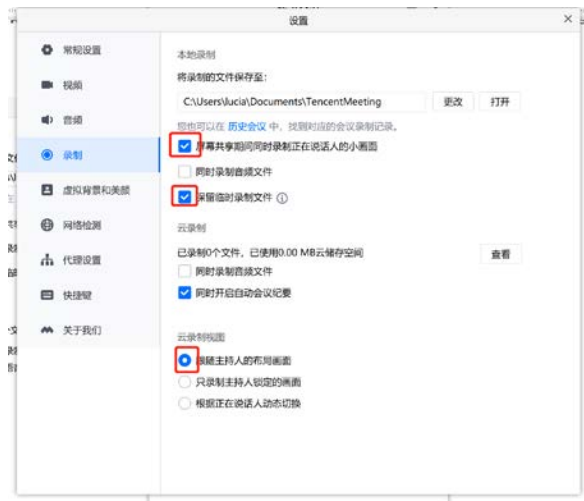 设置
常规设置
视频
音频
录制
虚拟背景和美颜
网络检测
代理设置
快捷键
关于我们
本地录制
将录制的文件保存至:
C:\Users\lucia\Documents\TencentMeeting
更改
打开
您也可以在 历史会议 中,找到对应的会议录制记录。
屏幕共享期间同时录制正在说话人的小画面
同时录制音频文件
保留临时录制文件
云录制
已录制0个文件,已使用0.00 MB云储存空间
查看
同时录制音频文件
同时开启自动会议纪要
云录制视图
跟随主持人的布局画面
只录制主持人锁定的画面
根据正在说话人动态切换